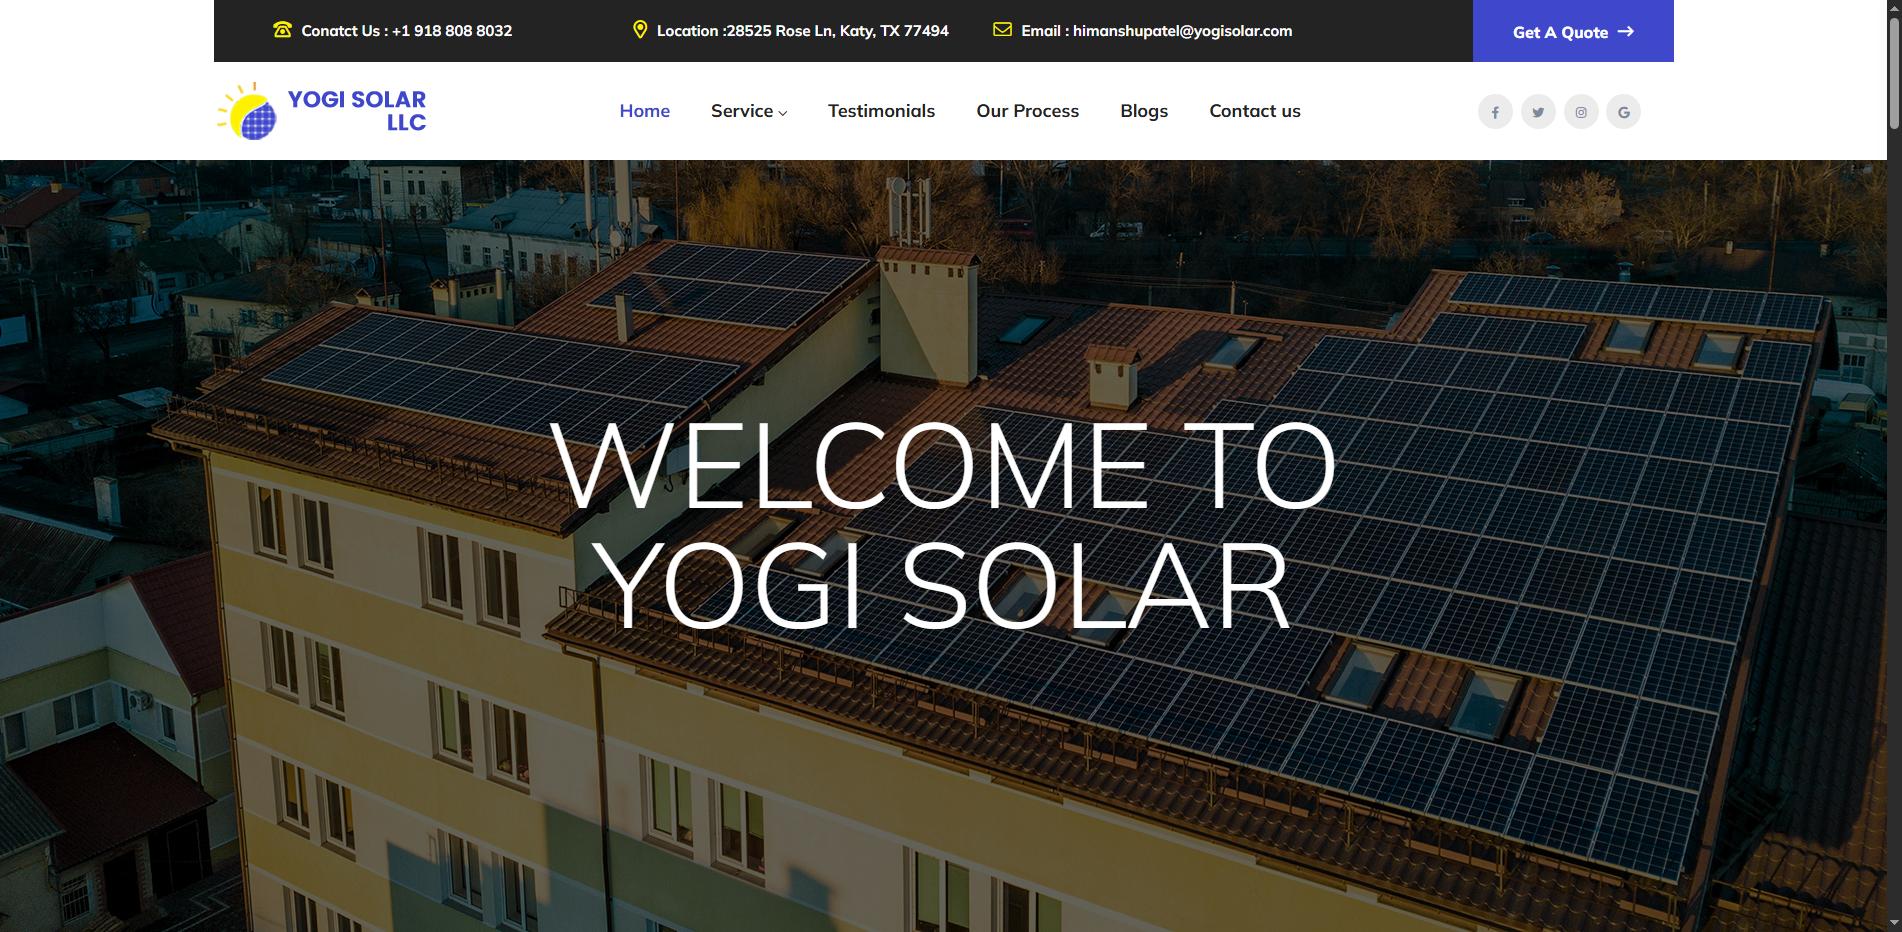 Conatct Us : +1 918 808 8032
Location :28525 Rose Ln, Katy, TX 77494
Email : himanshupatel@yogisolar.com
Get A Quote
YOGI SOLAR
LLC
Home
Service
Testimonials
Our Process
Blogs
Contact us
WELCOME TO
YOGI SOLAR